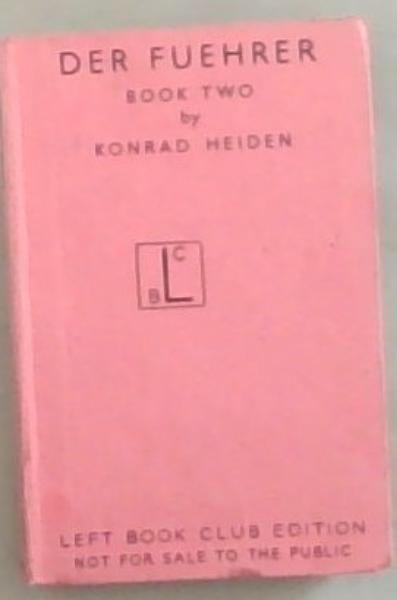 DER FUEHRER
BOOK TWO
by
KONRAD HEIDEN
L C
B
LEFT BOOK CLUB EDITION
NOT FOR SALE TO THE PUBLIC